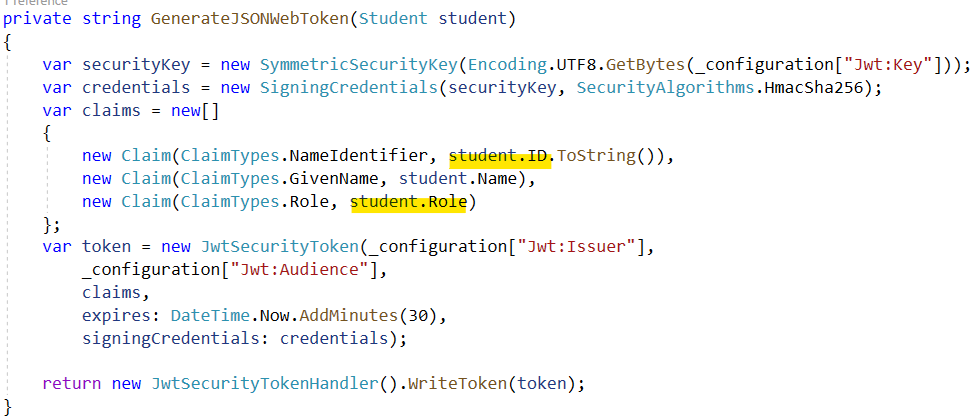 1 reference
private string GenerateJSONWebToken(Student student)
{
var securityKey = new SymmetricSecurityKey(Encoding.UTF8.GetBytes(_configuration["Jwt:Key"]));
var credentials = new SigningCredentials(securityKey, SecurityAlgorithms.HmacSha256);
var claims = new[]
{
new Claim(ClaimTypes.NameIdentifier, student.ID.ToString()),
new Claim(ClaimTypes.GivenName, student.Name),
new Claim(ClaimTypes.Role, student.Role)
};
var token = new JwtSecurityToken(_configuration["Jwt:Issuer"],
_configuration["Jwt:Audience"],
claims,
expires: DateTime.Now.AddMinutes(30),
signingCredentials: credentials);
return new JwtSecurityTokenHandler().WriteToken(token);
}